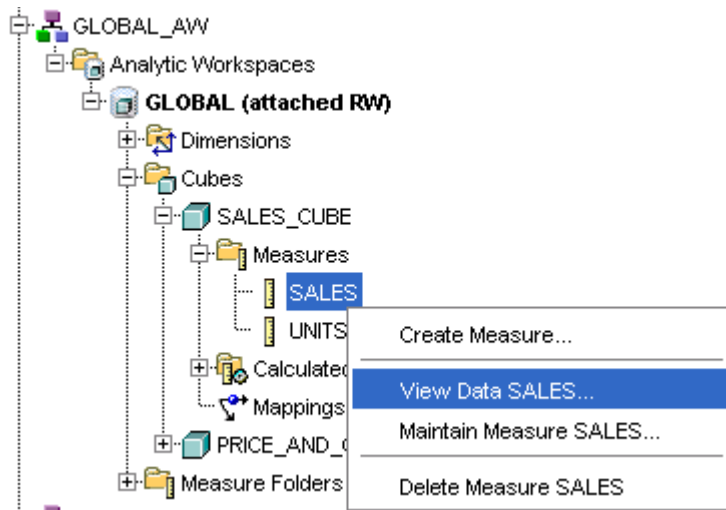 GLOBAL_AW
Analytic Workspaces
GLOBAL (attached RW)
Dimensions
Cubes
SALES_CUBE
Measures
SALES
UNITS
Create Measure...
Calculated
View Data SALES...
Mappings
Maintain Measure SALES...
PRICE_AND_
Measure Folders
Delete Measure SALES